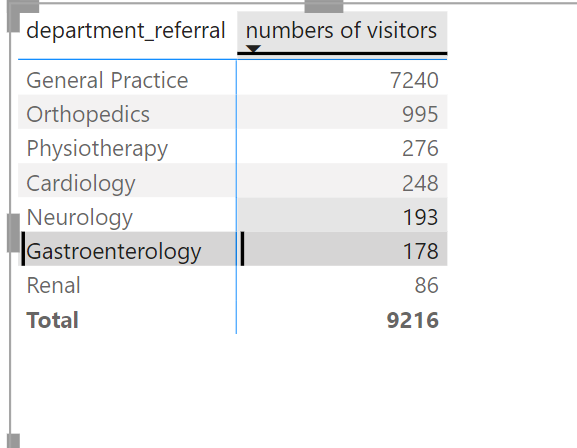 department_referral numbers of visitors
General Practice 7240
Orthopedics 995
Physiotherapy 276
Cardiology 248
Neurology 193
Gastroenterology 178
Renal 86
Total 9216